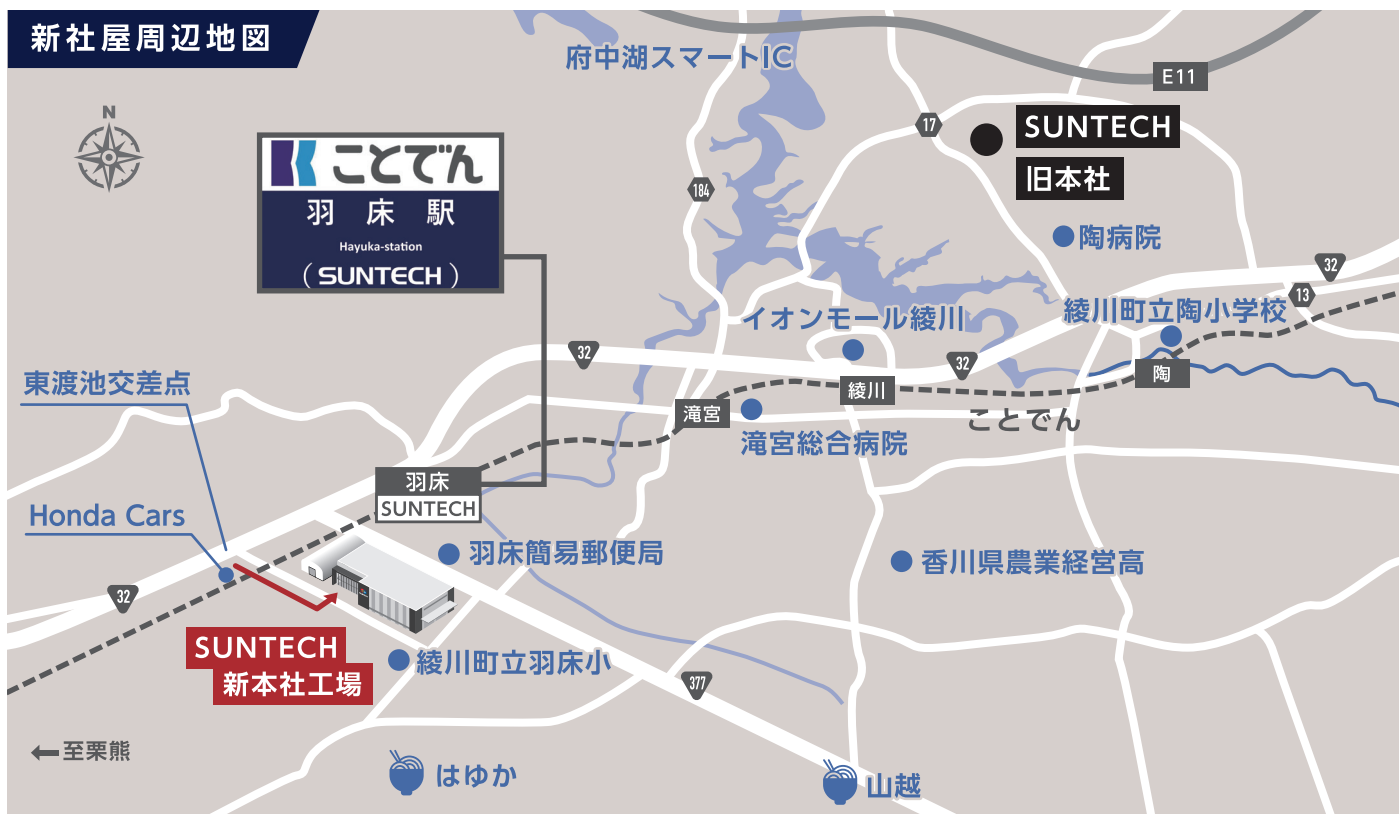 新社屋周辺地図
府中湖スマートIC
E11
N
17
SUNTECH
旧本社
ことでん
羽床駅
Hayuka-station
(SUNTECH)
184
陶病院
32
13
綾川町立陶小学校
イオンモール綾川
32
32
陶
東渡池交差点
綾川
滝宮
ことでん
滝宮総合病院
羽床
SUNTECH
Honda Cars
羽床簡易郵便局
香川県農業経営高
32
SUNTECH
新本社工場
綾川町立羽床小
377
至栗熊
はゆか
山越